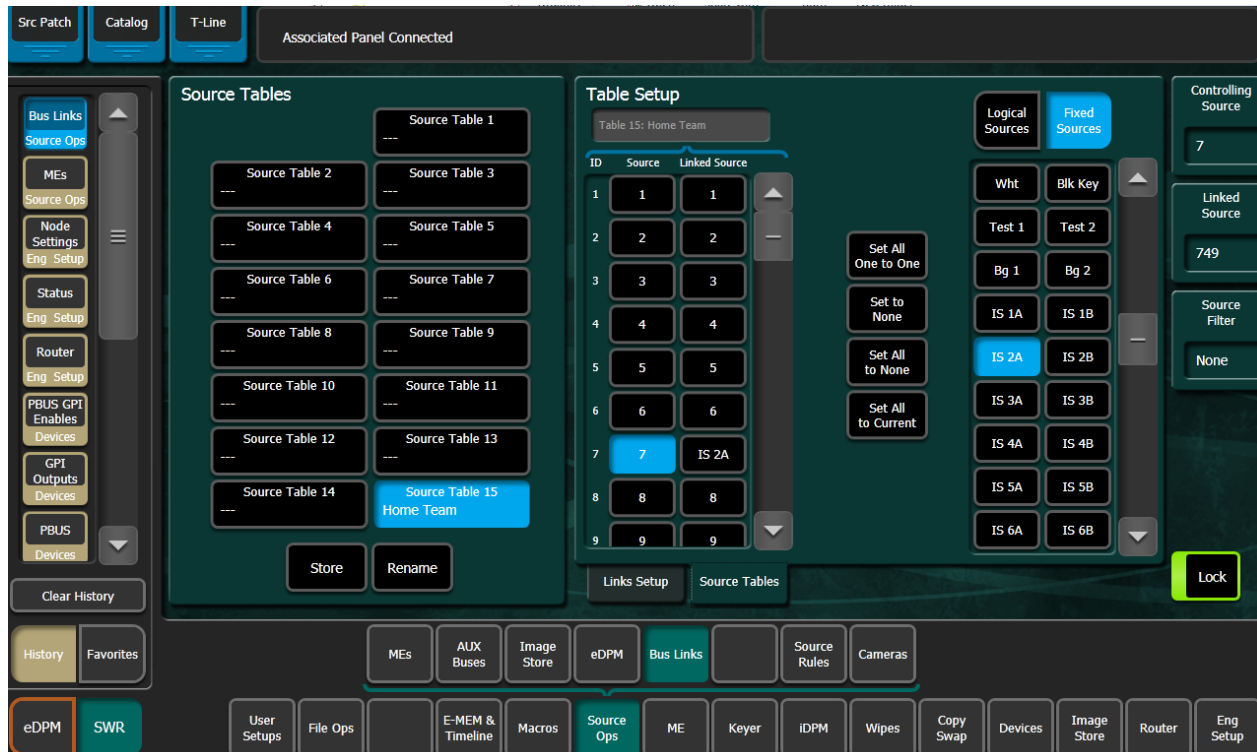 Src Patch
Catalog
T-Line
Associated Panel Connected
Bus Links
Source Ops
MEs
Source Ops
Node
Settings
Eng Setup
Status
Eng Setup
Router
Eng Setup
PBUS GPI
Enables
Devices
GPI
Outputs
Devices
PBUS
Devices
Clear History
History
Favorites
eDPM
SWR
Source Tables
Source Table 1
---
Source Table 2
---
Source Table 3
---
Source Table 4
---
Source Table 5
---
Source Table 6
---
Source Table 7
---
Source Table 8
---
Source Table 9
---
Source Table 10
---
Source Table 11
---
Source Table 12
---
Source Table 13
---
Source Table 14
---
Source Table 15
Home Team
Store
Rename
Table Setup
Table 15: Home Team
ID Source Linked Source
1 1 1
2 2 2
3 3 3
4 4 4
5 5 5
6 6 6
7 7 IS 2A
8 8 8
9 9 9
Links Setup
Source Tables
Set All
One to One
Set to
None
Set All
to None
Set All
to Current
Logical
Sources
Fixed
Sources
Wht
Blk Key
Test 1
Test 2
Bg 1
Bg 2
IS 1A
IS 1B
IS 2A
IS 2B
IS 3A
IS 3B
IS 4A
IS 4B
IS 5A
IS 5B
IS 6A
IS 6B
Controlling
Source
7
Linked
Source
749
Source
Filter
None
Lock
MEs
AUX
Buses
Image
Store
eDPM
Bus Links
Source
Rules
Cameras
User
Setups
File Ops
E-MEM &
Timeline
Macros
Source
Ops
ME
Keyer
iDPM
Wipes
Copy
Swap
Devices
Image
Store
Router
Eng
Setup